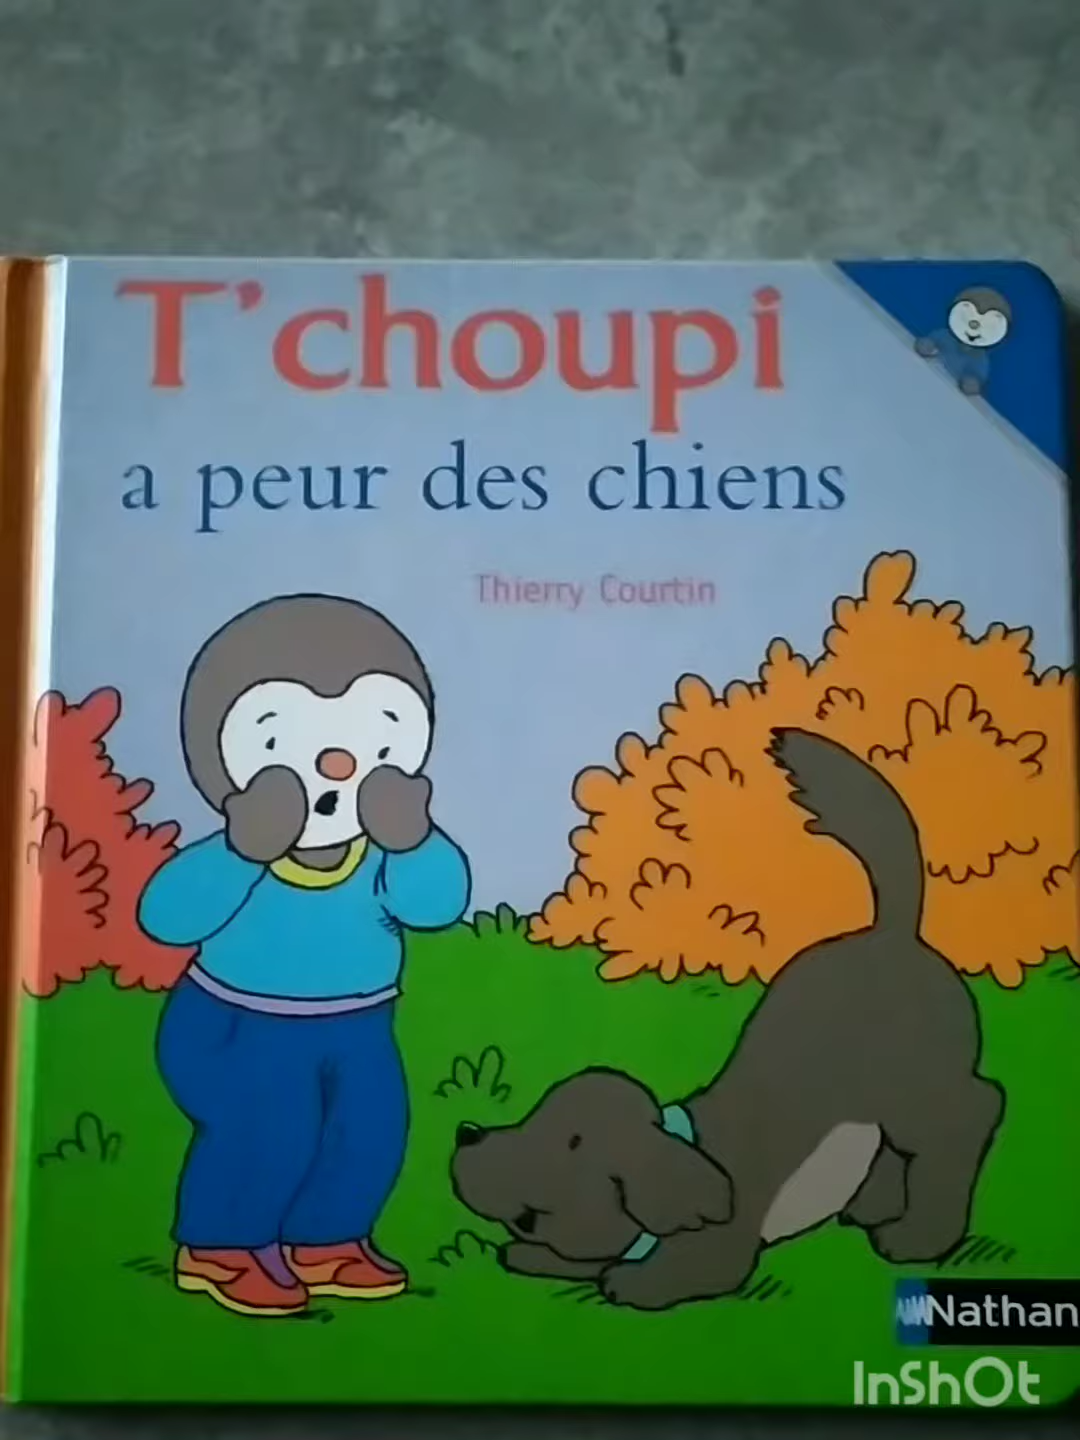 T'choupi
a peur des chiens
Thierry Courtin
Nathan
InShOt